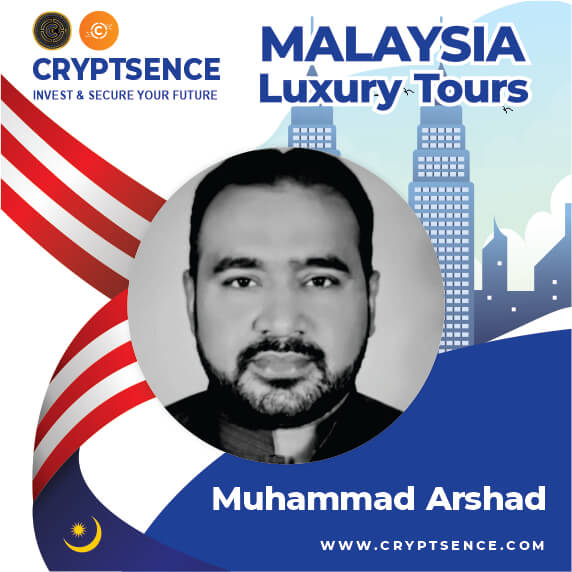 CRYPTSENCE
INVEST & SECURE YOUR FUTURE
MALAYSIA
Luxury Tours
Muhammad Arshad
WWW.CRYPTSENCE.COM